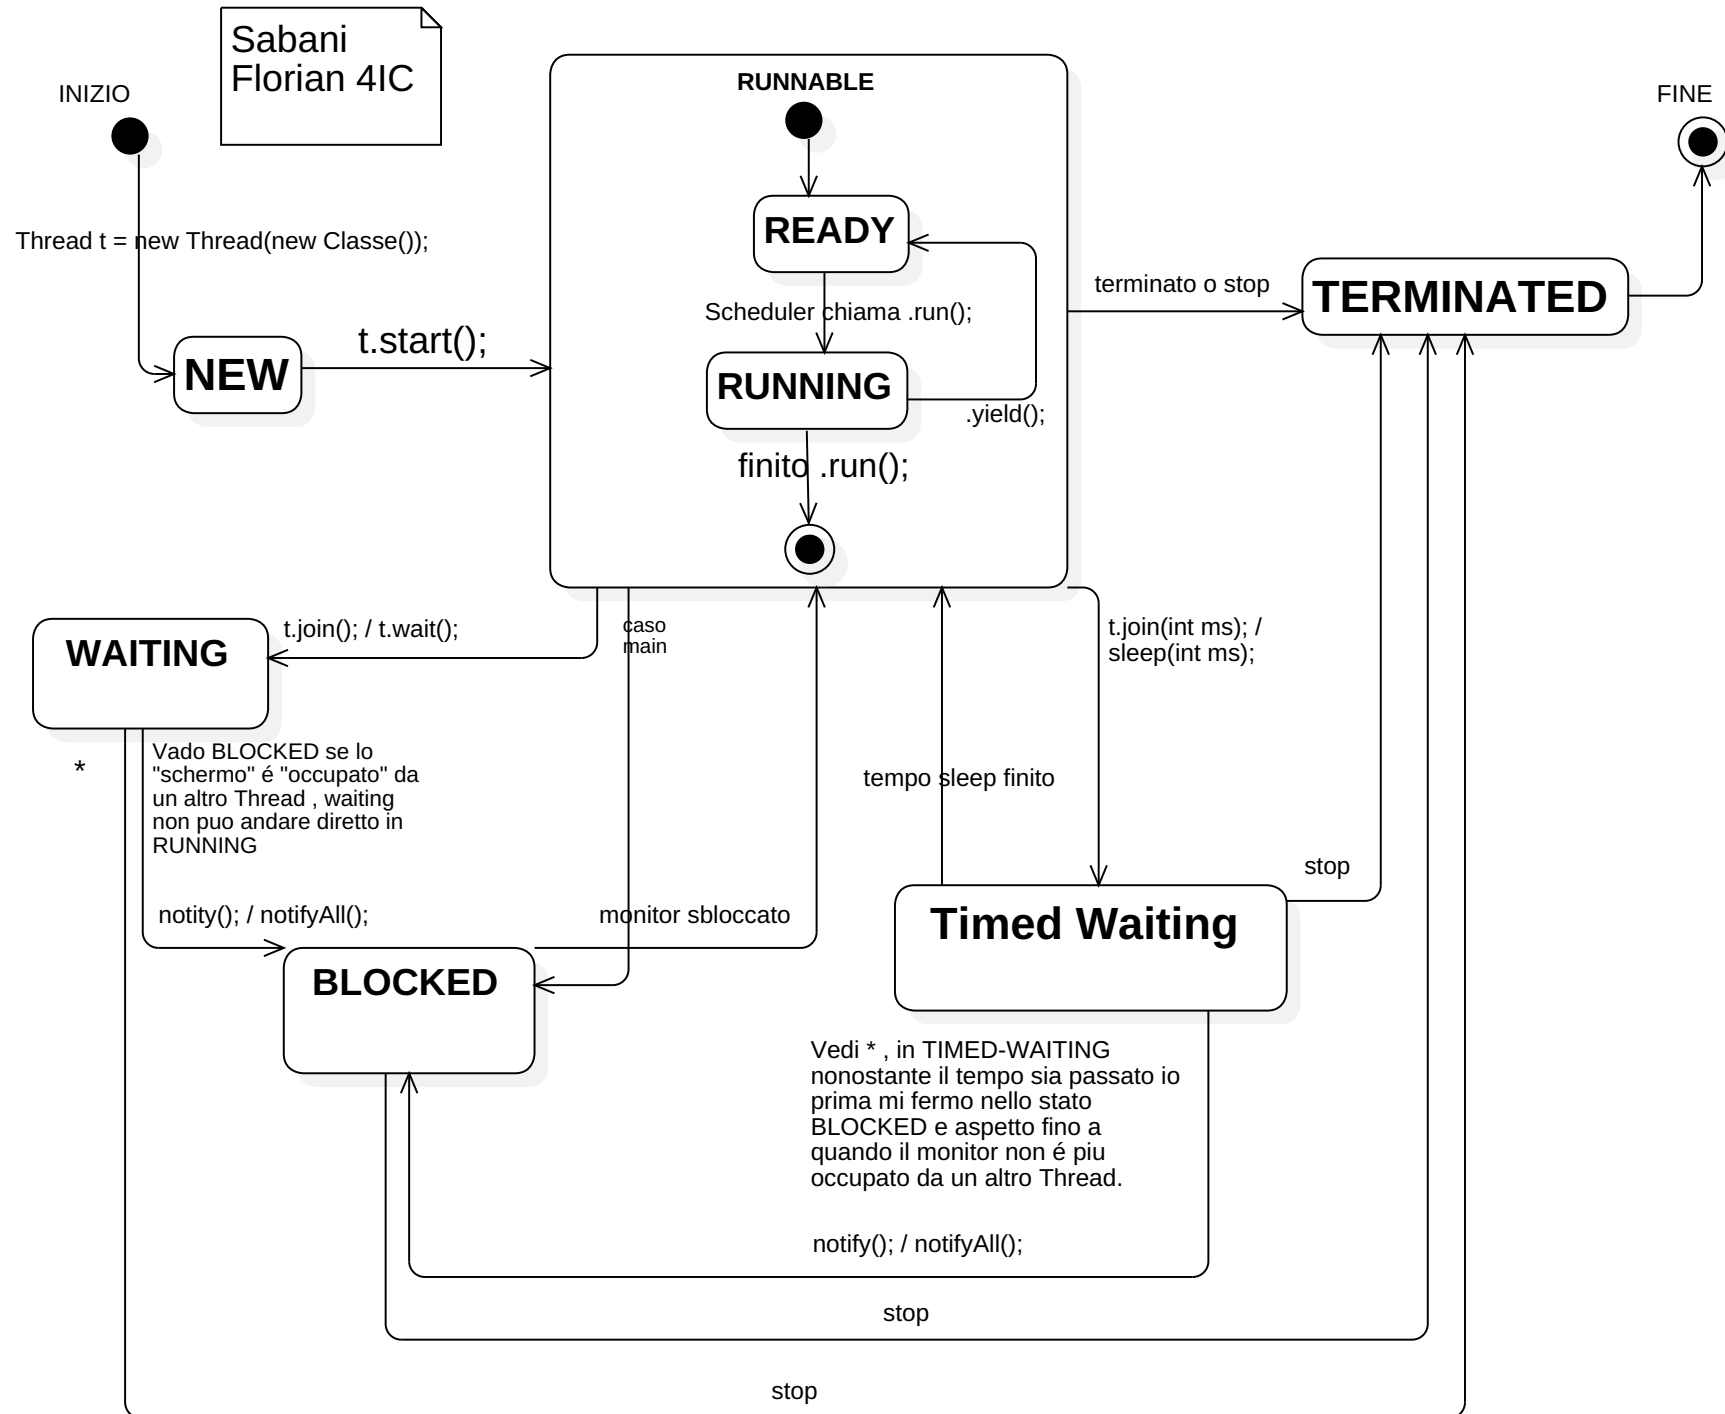 Sabani
Florian 4IC
INIZIO
RUNNABLE
FINE
READY
Thread t = new Thread(new Classe());
terminato o stop
TERMINATED
Scheduler chiama .run();
t.start();
NEW
RUNNING
.yield();
finito .run();
WAITING
t.join(); / t.wait();
caso
main
t.join(int ms); /
sleep(int ms);
*
Vado BLOCKED se lo
"schermo" é "occupato" da
un altro Thread , waiting
non puo andare diretto in
RUNNING
tempo sleep finito
stop
notity(); / notifyAll();
monitor sbloccato
Timed Waiting
BLOCKED
Vedi * , in TIMED-WAITING
nonostante il tempo sia passato io
prima mi fermo nello stato
BLOCKED e aspetto fino a
quando il monitor non é piu
occupato da un altro Thread.
notify(); / notifyAll();
stop
stop